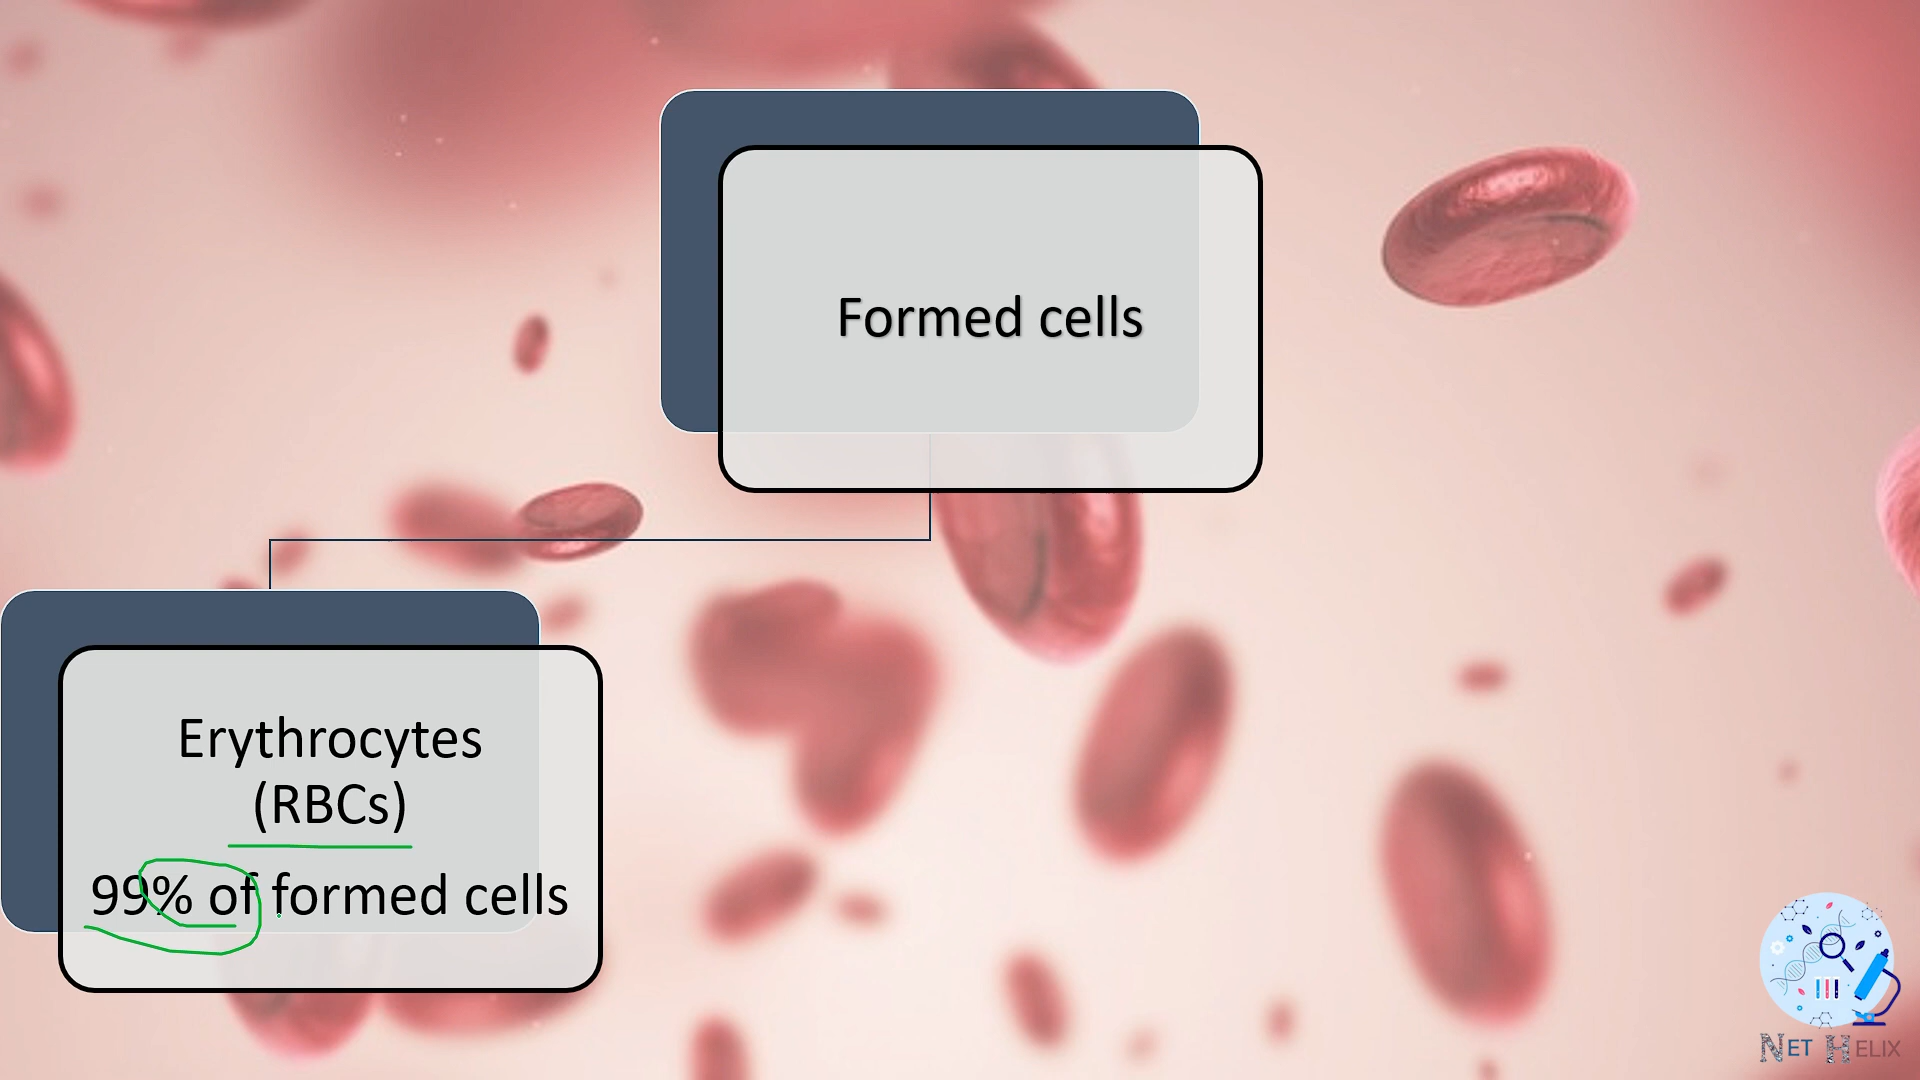 Formed cells
Erythrocytes
(RBCs)
99% of formed cells
NET HELIX